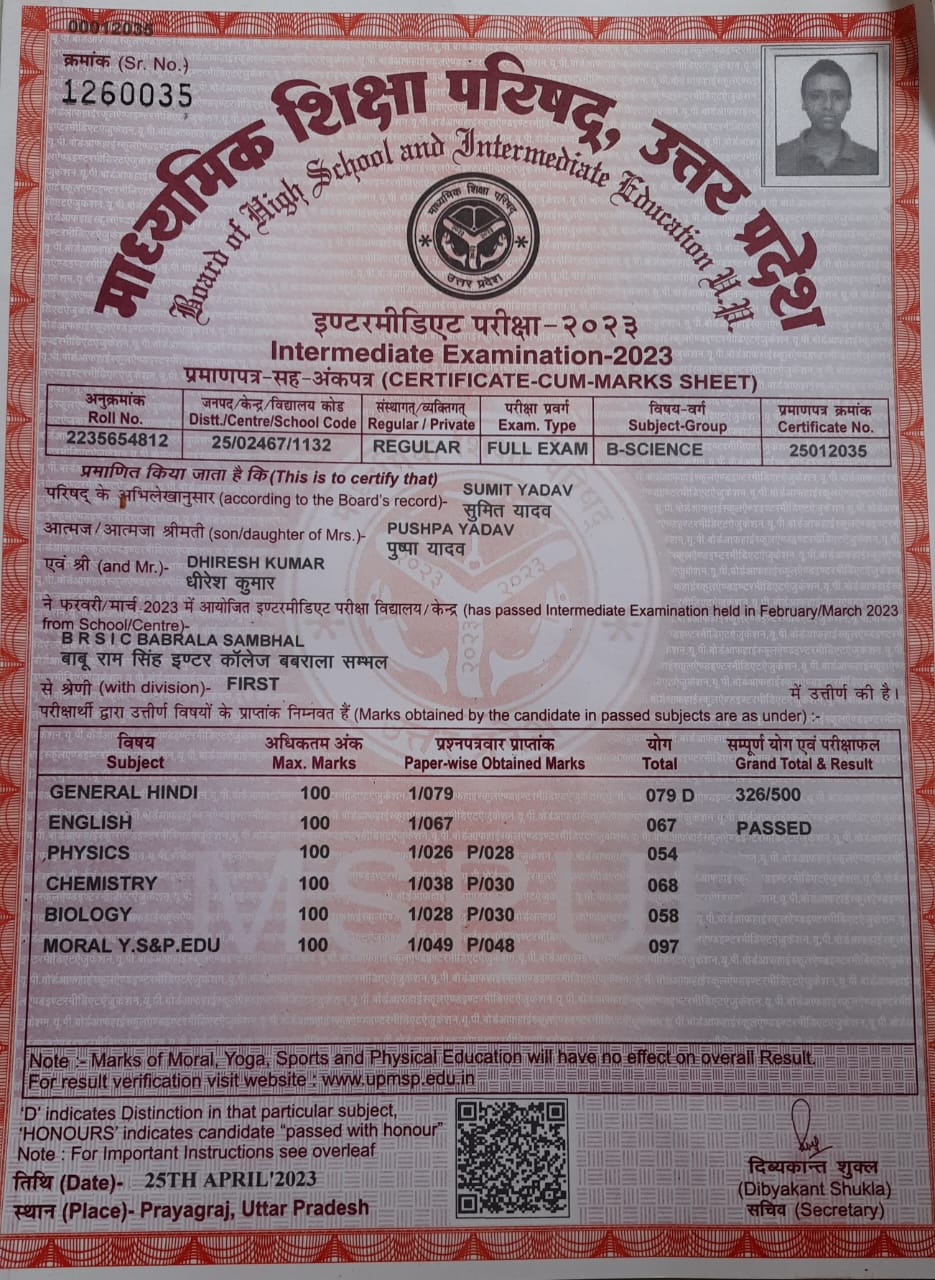 00012035
क्रमांक (Sr. No.)
1260035
माध्यमिक शिक्षा परिषद्, उत्तर प्रदेश
Board of High School and Intermediate Education U.P.
माध्यमिक शिक्षा परिषद्
उत्तर प्रदेश
इण्टरमीडिएट परीक्षा-२०२३
Intermediate Examination-2023
प्रमाणपत्र-सह-अंकपत्र (CERTIFICATE-CUM-MARKS SHEET)
अनुक्रमांक जनपद/केन्द्र/विद्यालय कोड संस्थागत/व्यक्तिगत् परीक्षा प्रवर्ग विषय-वर्ग प्रमाणपत्र क्रमांक
Roll No. Distt./Centre/School Code Regular / Private Exam. Type Subject-Group Certificate No.
2235654812 25/02467/1132 REGULAR FULL EXAM B-SCIENCE 25012035
प्रमाणित किया जाता है कि(This is to certify that)
परिषद् के अभिलेखानुसार (according to the Board's record)- SUMIT YADAV
सुमित यादव
आत्मज/आत्मजा श्रीमती (son/daughter of Mrs.)- PUSHPA YADAV
पुष्पा यादव
एवं श्री (and Mr.)- DHIRESH KUMAR
धीरेश कुमार
ने फरवरी/मार्च 2023 में आयोजित इण्टरमीडिएट परीक्षा विद्यालय/केन्द्र (has passed Intermediate Examination held in February/March 2023
from School/Centre)-
B R S I C BABRALA SAMBHAL
बाबू राम सिंह इण्टर कॉलेज बबराला सम्भल
से श्रेणी (with division)- FIRST में उत्तीर्ण की है।
परीक्षार्थी द्वारा उत्तीर्ण विषयों के प्राप्तांक निम्नवत हैं (Marks obtained by the candidate in passed subjects are as under) :-
विषय अधिकतम अंक प्रश्नपत्रवार प्राप्तांक योग सम्पूर्ण योग एवं परीक्षाफल
Subject Max. Marks Paper-wise Obtained Marks Total Grand Total & Result
GENERAL HINDI 100 1/079 079 D 326/500
ENGLISH 100 1/067 067 PASSED
PHYSICS 100 1/026 P/028 054
CHEMISTRY 100 1/038 P/030 068
BIOLOGY 100 1/028 P/030 058
MORAL Y.S&P.EDU 100 1/049 P/048 097
MSPUP
Note :- Marks of Moral, Yoga, Sports and Physical Education will have no effect on overall Result.
For result verification visit website : www.upmsp.edu.in
'D' indicates Distinction in that particular subject,
'HONOURS' indicates candidate "passed with honour"
Note : For Important Instructions see overleaf
तिथि (Date)- 25TH APRIL'2023
स्थान (Place)- Prayagraj, Uttar Pradesh
दिब्यकान्त शुक्ल
(Dibyakant Shukla)
सचिव (Secretary)